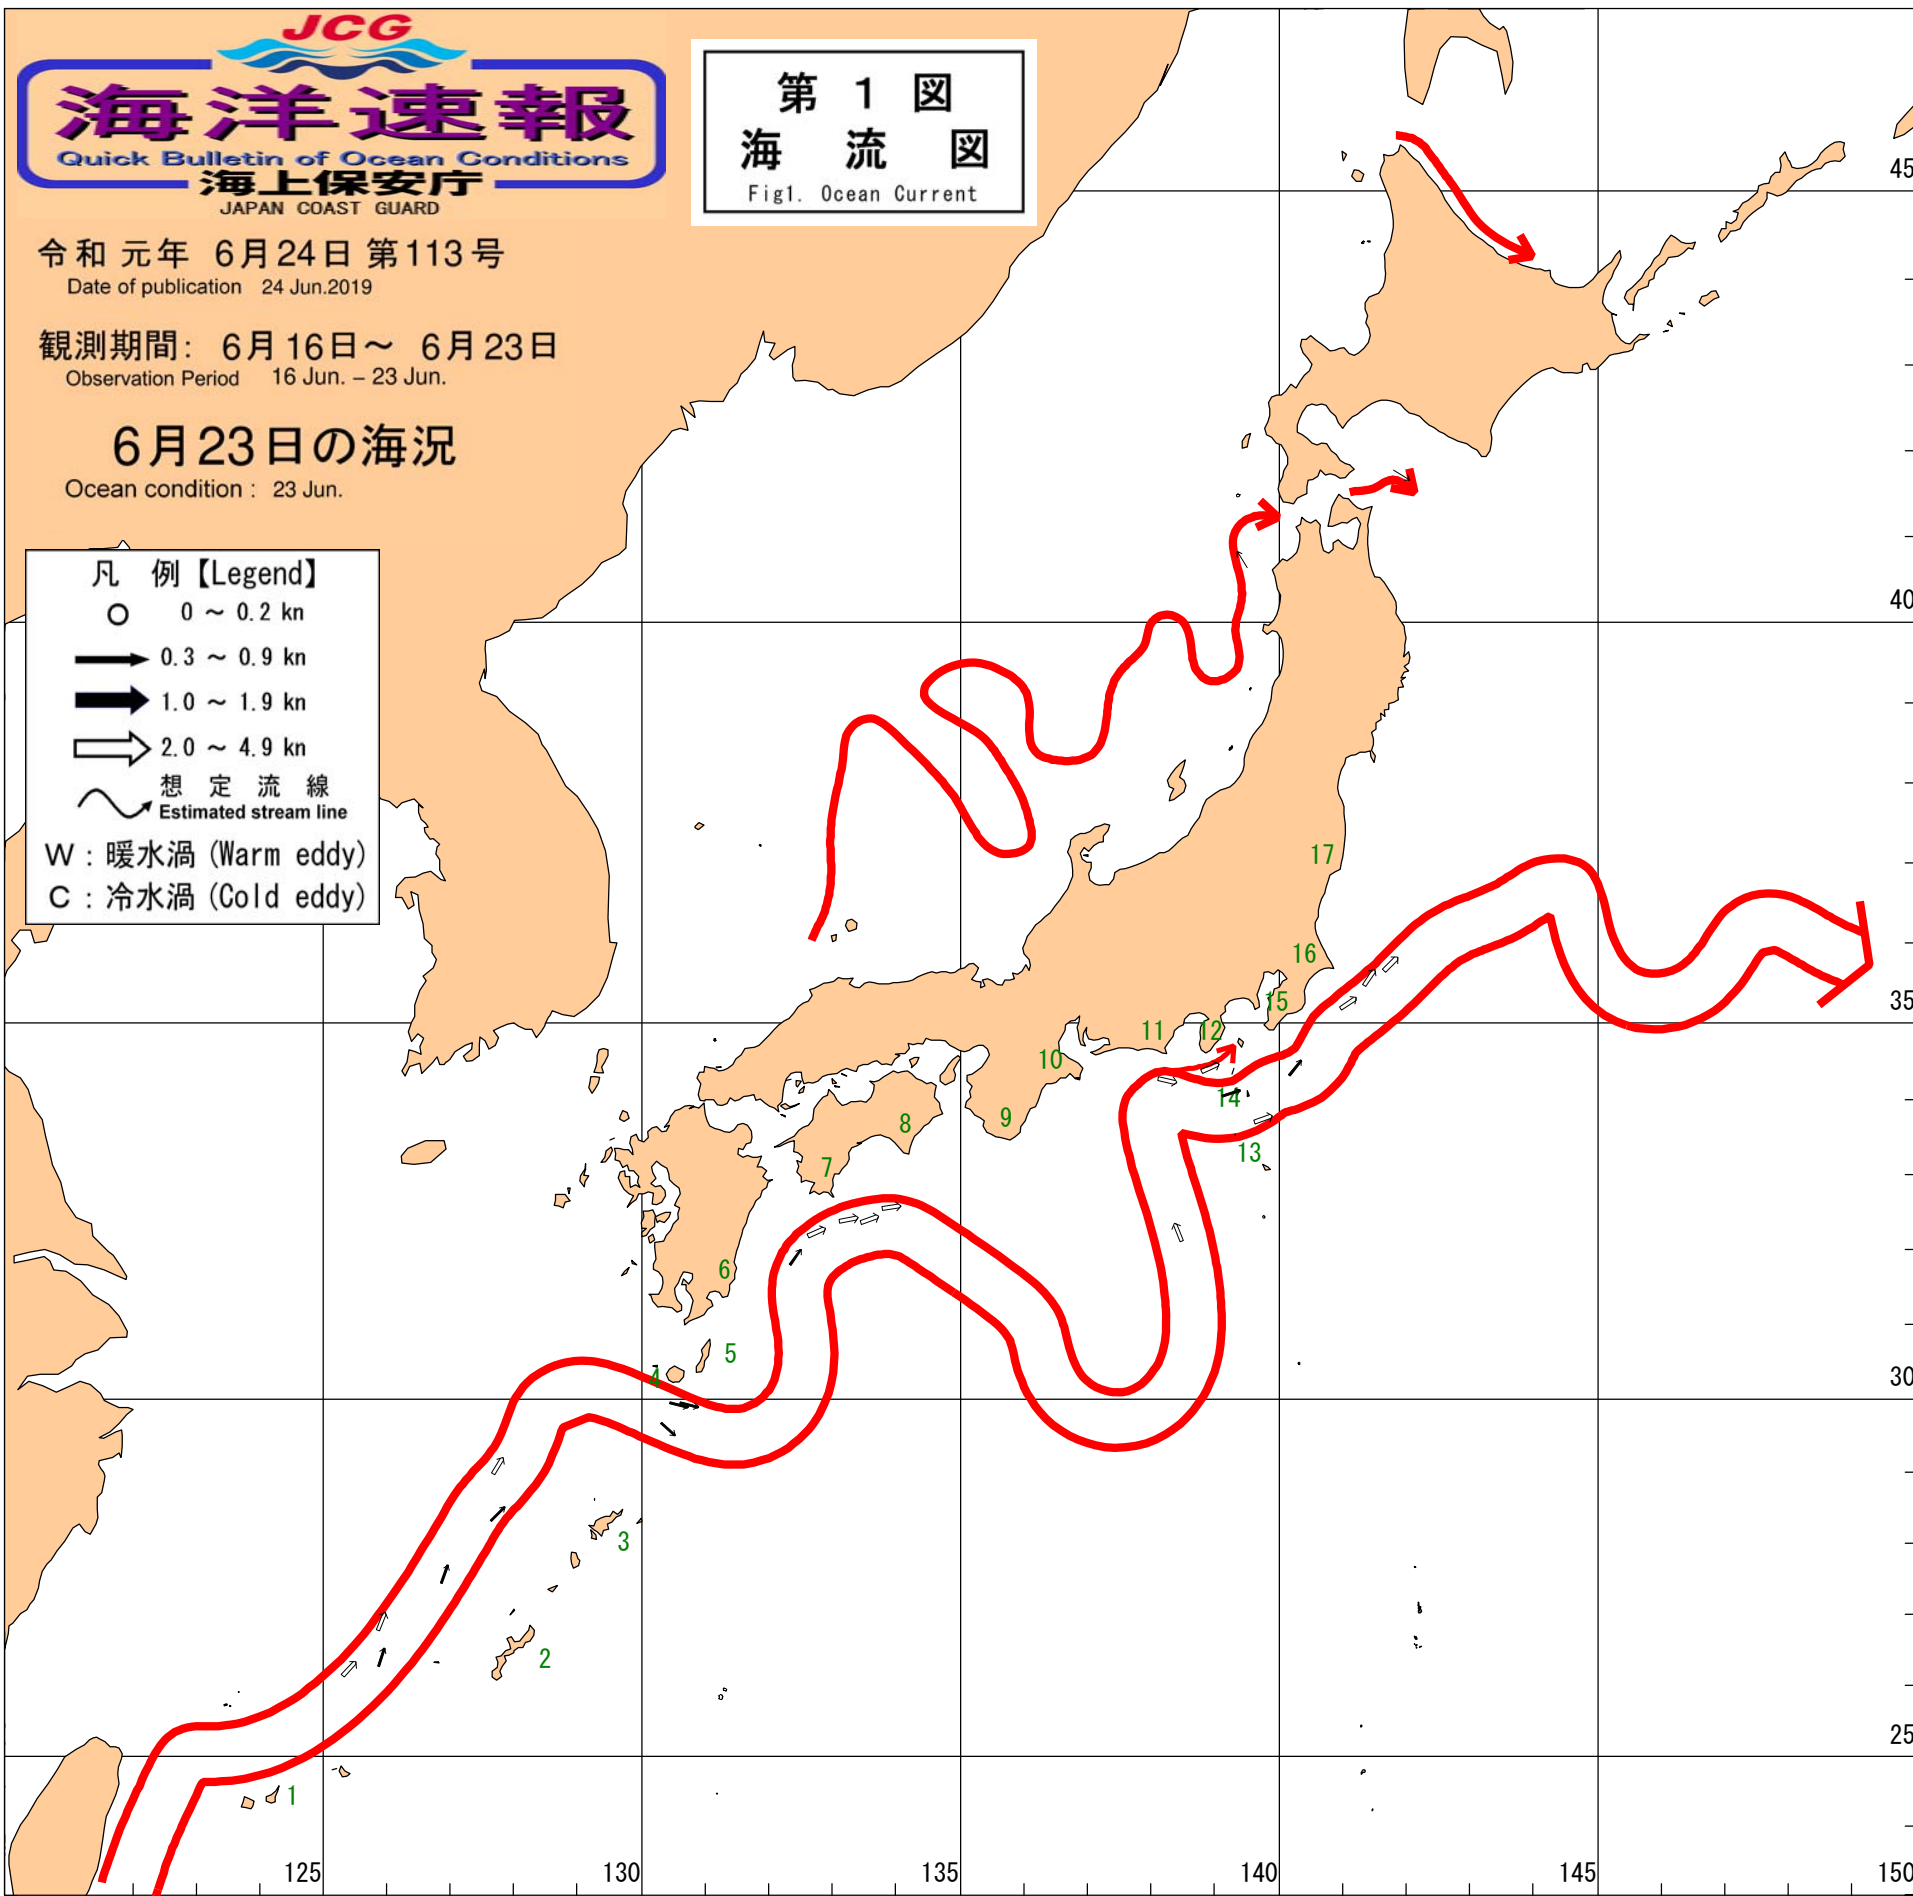 JCG
海洋速報
Quick Bulletin of Ocean Conditions
海上保安庁
JAPAN COAST GUARD
第 1 図
海 流 図
Fig1. Ocean Current
令和 元年 6月24日 第113号
Date of publication 24 Jun.2019
観測期間: 6月16日～ 6月23日
Observation Period 16 Jun. – 23 Jun.
6月23日の海況
Ocean condition : 23 Jun.
凡 例【Legend】
0 ～ 0.2 kn
0.3 ～ 0.9 kn
1.0 ～ 1.9 kn
2.0 ～ 4.9 kn
想 定 流 線
Estimated stream line
W : 暖水渦 (Warm eddy)
C : 冷水渦 (Cold eddy)
45
40
17
16
35
15
12
11
10
14
9
8
13
7
6
5
4
30
3
2
25
1
125
130
135
140
145
150